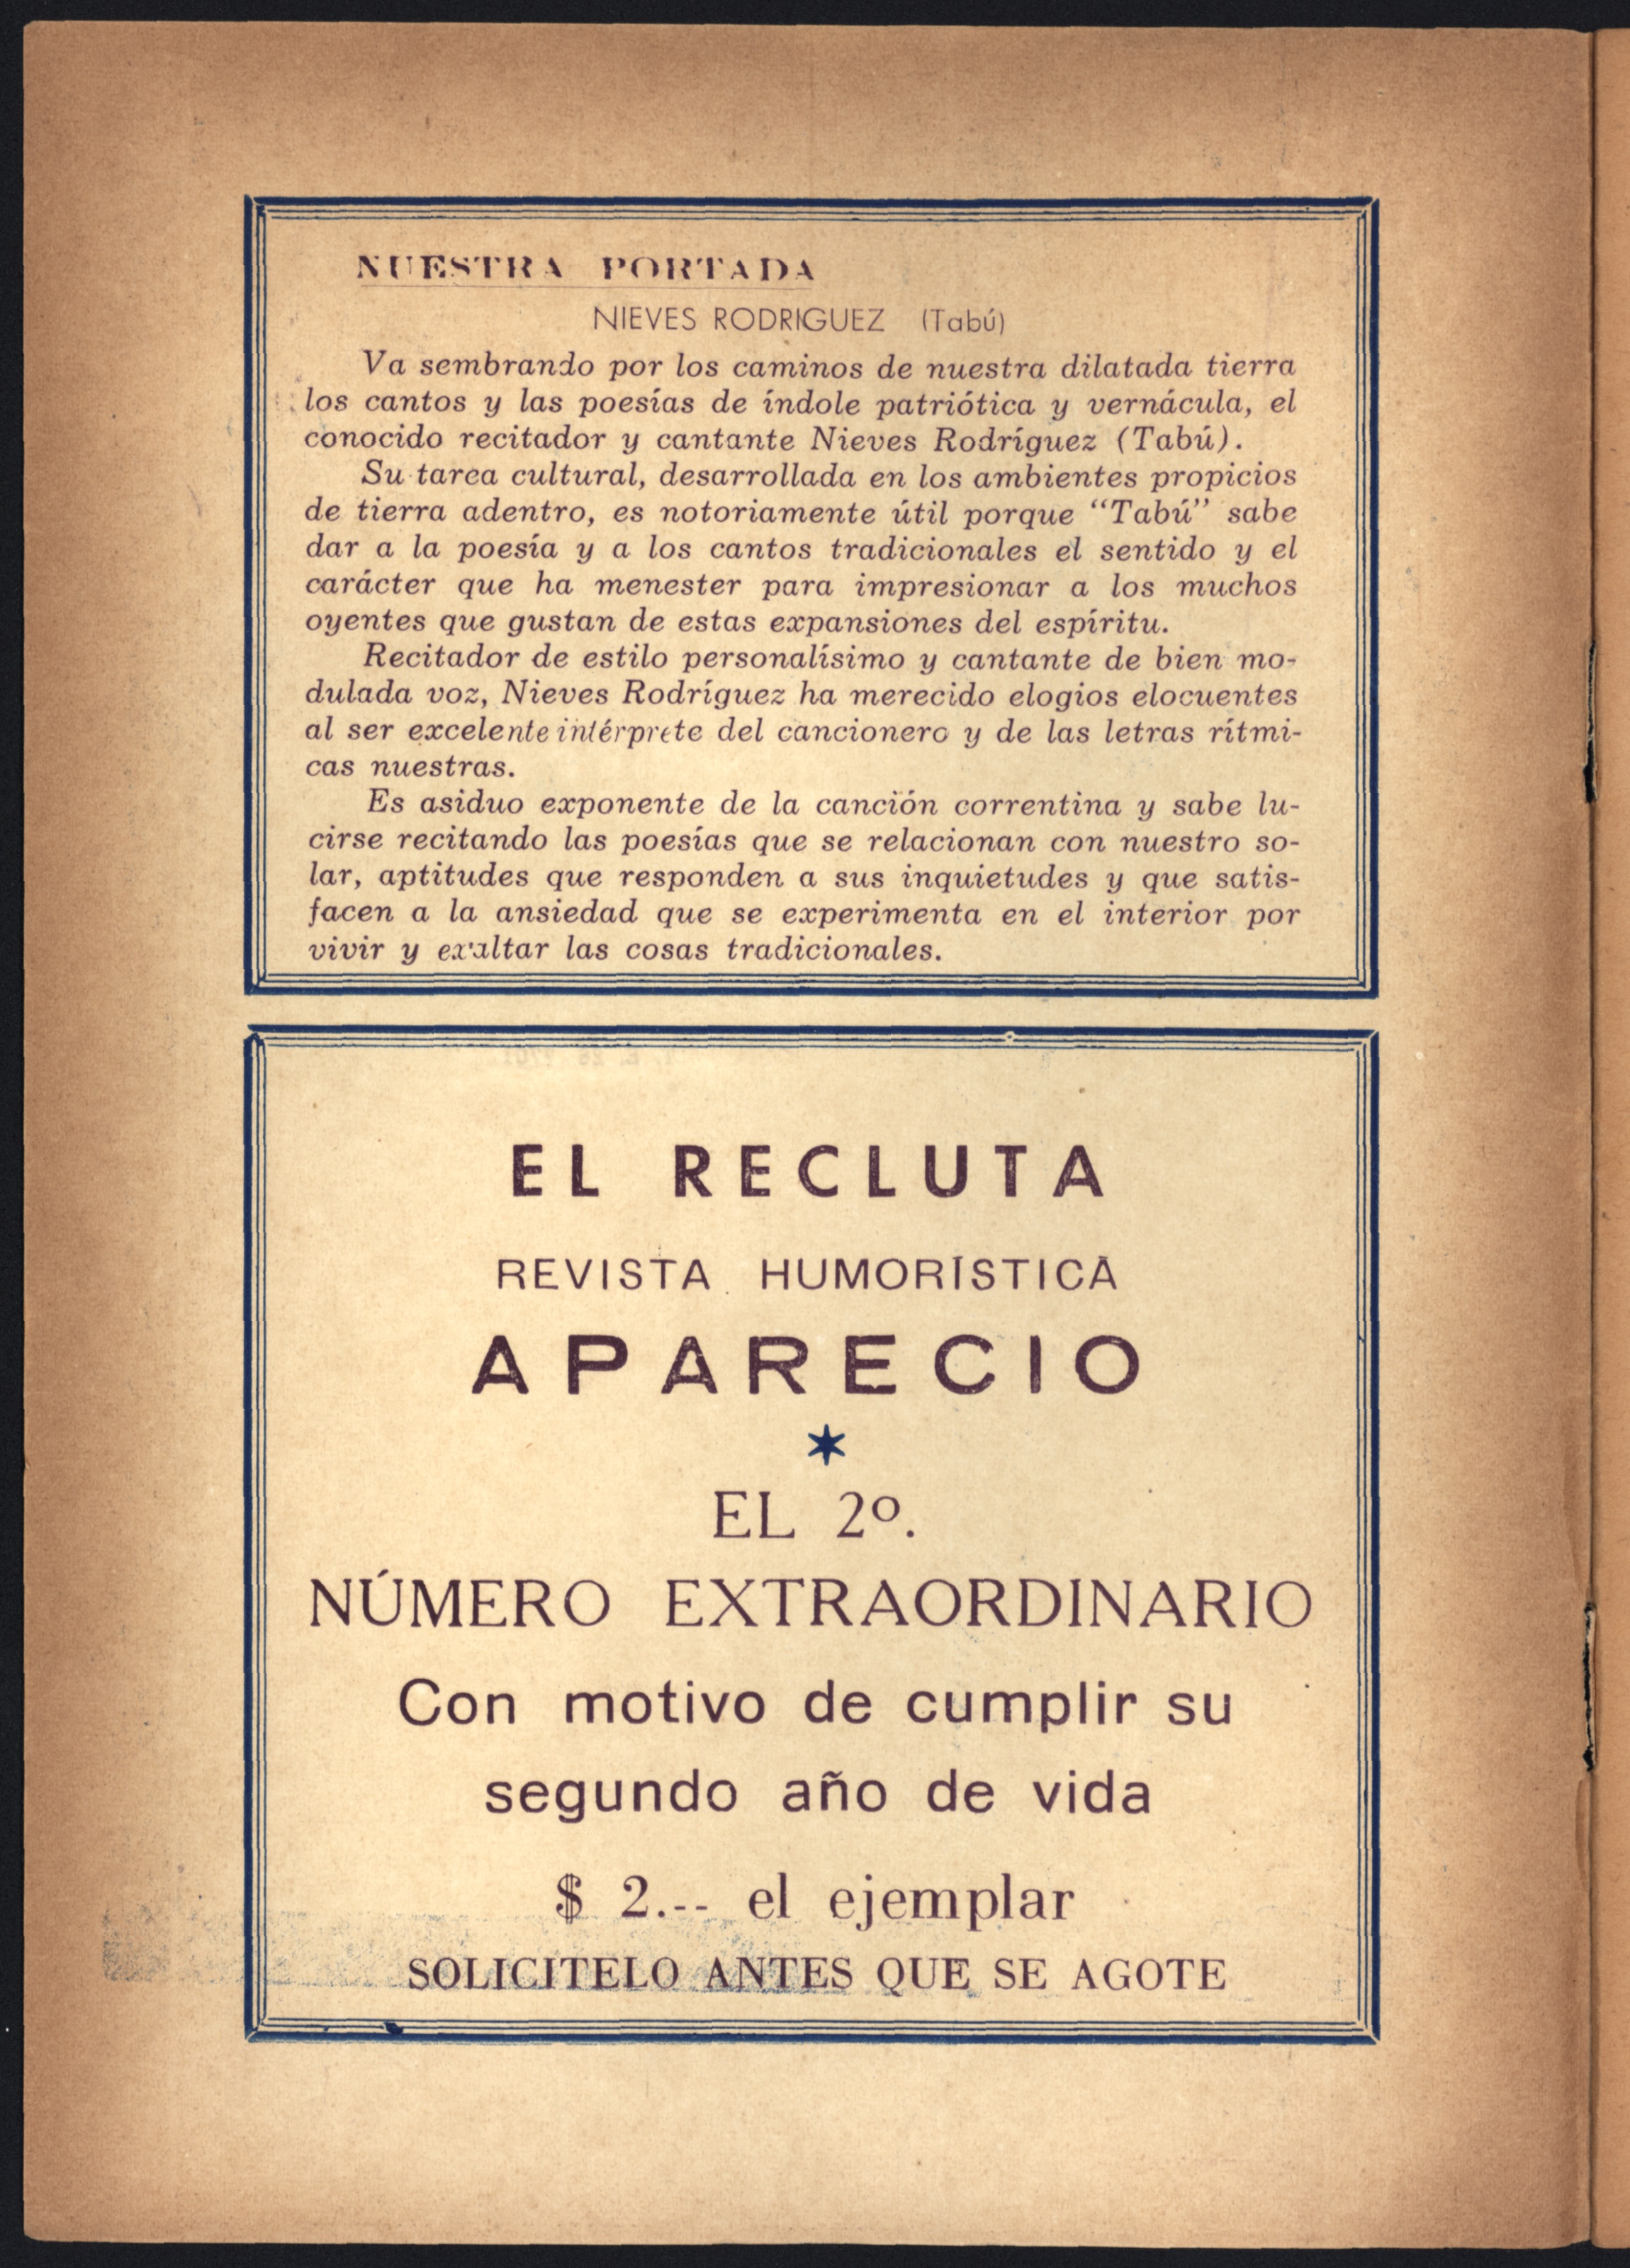 NUESTRA PORTADA
NIEVES RODRIGUEZ (Tabú)
Va sembrando por los caminos de nuestra dilatada tierra
los cantos y las poesías de índole patriótica y vernácula, el
conocido recitador y cantante Nieves Rodríguez (Tabú).
Su tarea cultural, desarrollada en los ambientes propicios
de tierra adentro, es notoriamente útil porque “Tabú” sabe
dar a la poesía y a los cantos tradicionales el sentido y el
carácter que ha menester para impresionar a los muchos
oyentes que gustan de estas expansiones del espíritu.
Recitador de estilo personalísimo y cantante de bien mo-
dulada voz, Nieves Rodríguez ha merecido elogios elocuentes
al ser excelente intérprete del cancionero y de las letras rítmi-
cas nuestras.
Es asiduo exponente de la canción correntina y sabe lu-
cirse recitando las poesías que se relacionan con nuestro so-
lar, aptitudes que responden a sus inquietudes y que satis-
facen a la ansiedad que se experimenta en el interior por
vivir y exaltar las cosas tradicionales.
EL RECLUTA
REVISTA HUMORÍSTICA
APARECIO
*
EL 2º.
NÚMERO EXTRAORDINARIO
Con motivo de cumplir su
segundo año de vida
$ 2.-- el ejemplar
SOLICITELO ANTES QUE SE AGOTE